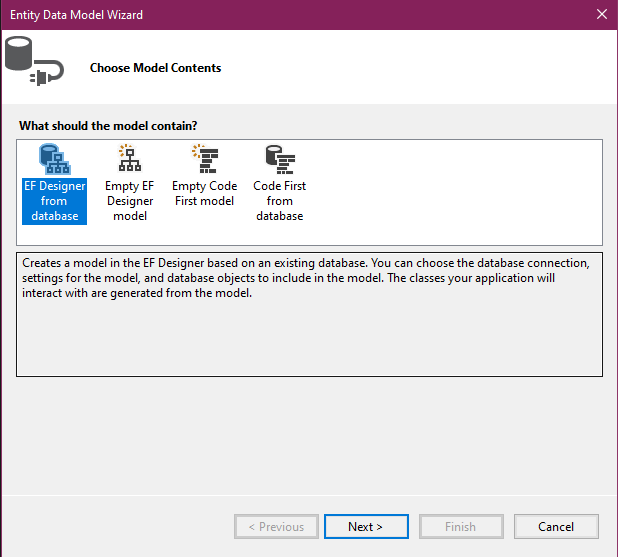 Entity Data Model Wizard
Choose Model Contents
What should the model contain?
EF Designer
from
database
Empty EF
Designer
model
Empty Code
First model
Code First
from
database
Creates a model in the EF Designer based on an existing database. You can choose the database connection,
settings for the model, and database objects to include in the model. The classes your application will
interact with are generated from the model.
< Previous
Next >
Finish
Cancel